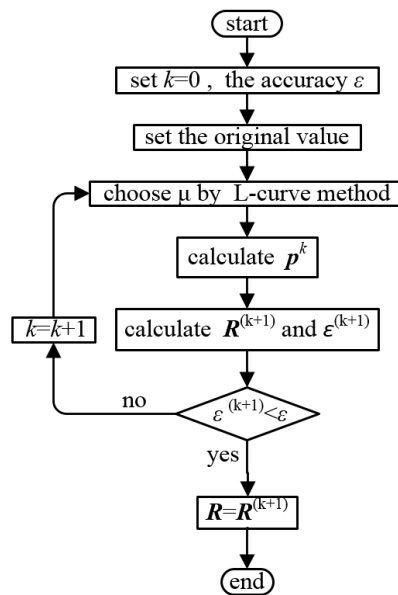 start
set k=0 , the accuracy ε
set the original value
choose μ by L-curve method
calculate p^k
k=k+1
calculate R^(k+1) and ε^(k+1)
no
ε^(k+1)<ε
yes
R=R^(k+1)
end